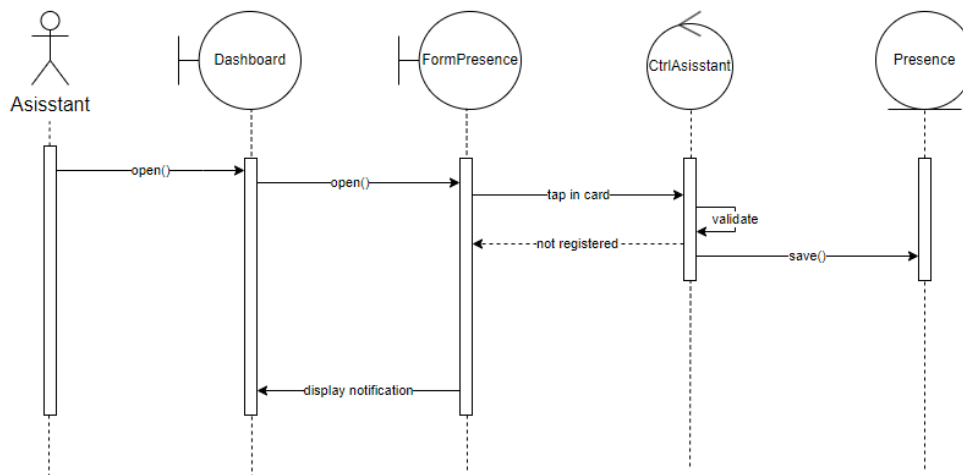 Asisstant
Dashboard
FormPresence
CtrlAsisstant
Presence
open()
open()
tap in card
validate
not registered
save()
display notification